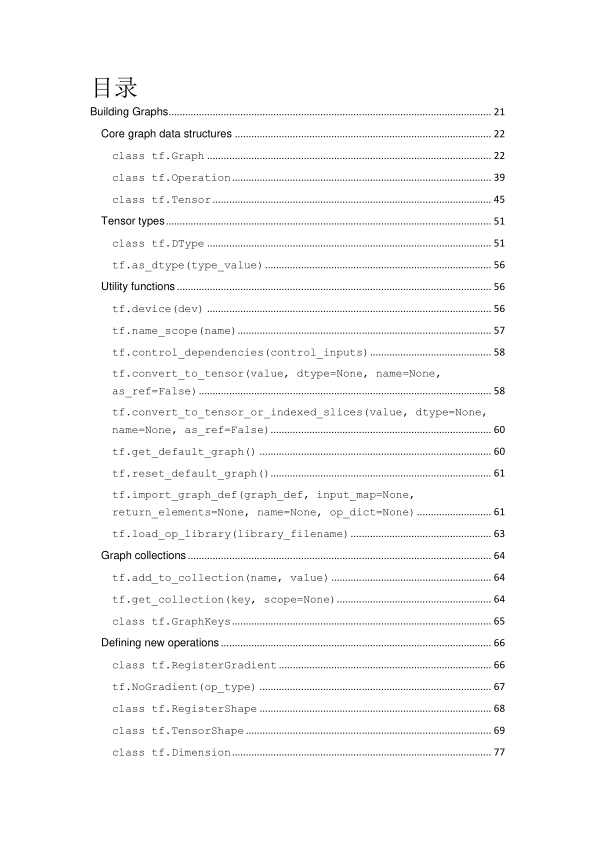 目录
Building Graphs 21
Core graph data structures 22
class tf.Graph 22
class tf.Operation 39
class tf.Tensor 45
Tensor types 51
class tf.DType 51
tf.as_dtype(type_value) 56
Utility functions 56
tf.device(dev) 56
tf.name_scope(name) 57
tf.control_dependencies(control_inputs) 58
tf.convert_to_tensor(value, dtype=None, name=None,
as_ref=False) 58
tf.convert_to_tensor_or_indexed_slices(value, dtype=None,
name=None, as_ref=False) 60
tf.get_default_graph() 60
tf.reset_default_graph() 61
tf.import_graph_def(graph_def, input_map=None,
return_elements=None, name=None, op_dict=None) 61
tf.load_op_library(library_filename) 63
Graph collections 64
tf.add_to_collection(name, value) 64
tf.get_collection(key, scope=None) 64
class tf.GraphKeys 65
Defining new operations 66
class tf.RegisterGradient 66
tf.NoGradient(op_type) 67
class tf.RegisterShape 68
class tf.TensorShape 69
class tf.Dimension 77